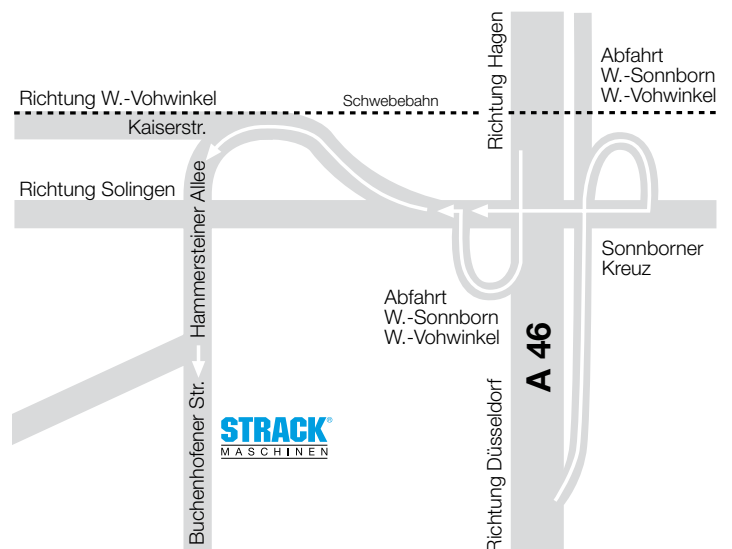 Richtung Hagen
Abfahrt
W.-Sonnborn
W.-Vohwinkel
Richtung W.-Vohwinkel
Schwebebahn
Kaiserstr.
Richtung Solingen
Hammersteiner Allee
Sonnborner
Kreuz
Abfahrt
W.-Sonnborn
W.-Vohwinkel
A 46
Buchenhofener Str.
STRACK®
MASCHINEN
Richtung Düsseldorf